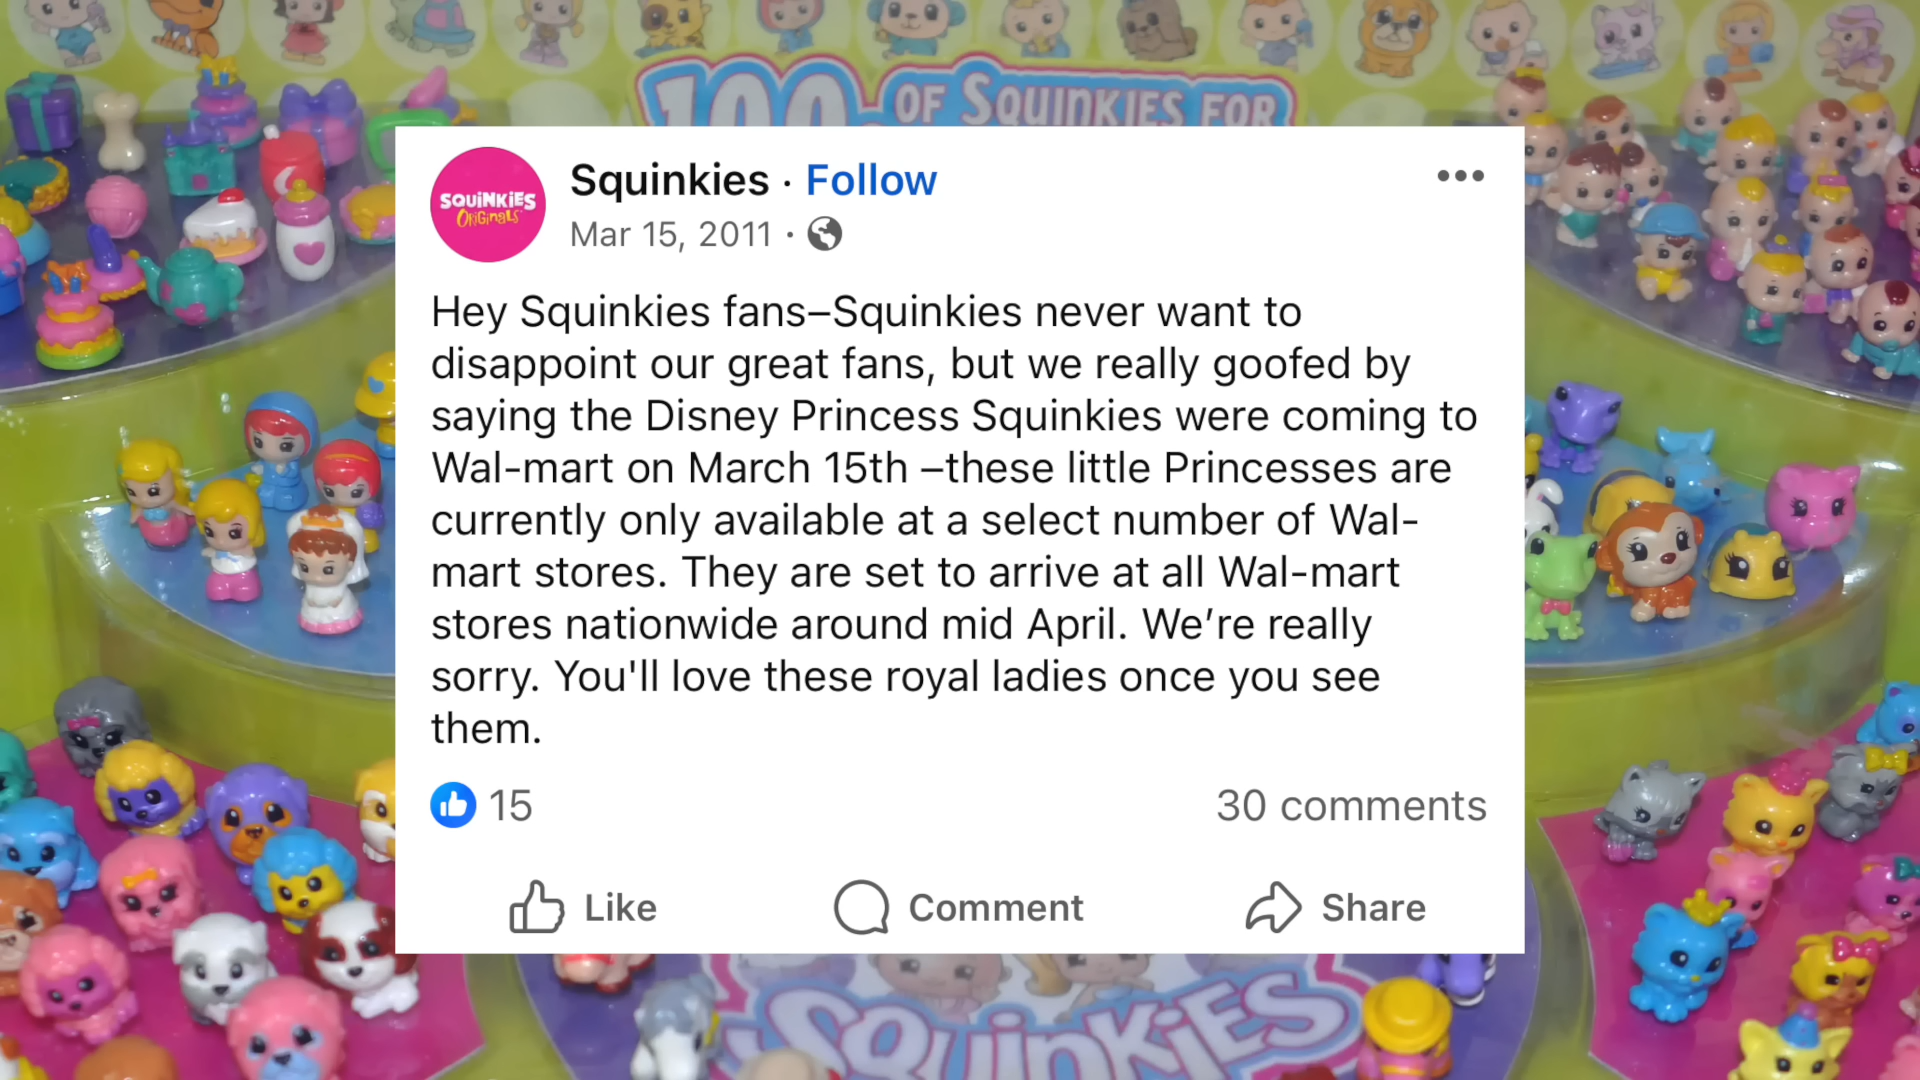 100s OF SQUINKIES FOR
SQUiNKiES
ORiGinaLS
Squinkies · Follow
Mar 15, 2011 ·
Hey Squinkies fans–Squinkies never want to
disappoint our great fans, but we really goofed by
saying the Disney Princess Squinkies were coming to
Wal-mart on March 15th –these little Princesses are
currently only available at a select number of Wal-
mart stores. They are set to arrive at all Wal-mart
stores nationwide around mid April. We’re really
sorry. You'll love these royal ladies once you see
them.
15
30 comments
Like
Comment
Share
SQUiNKiES